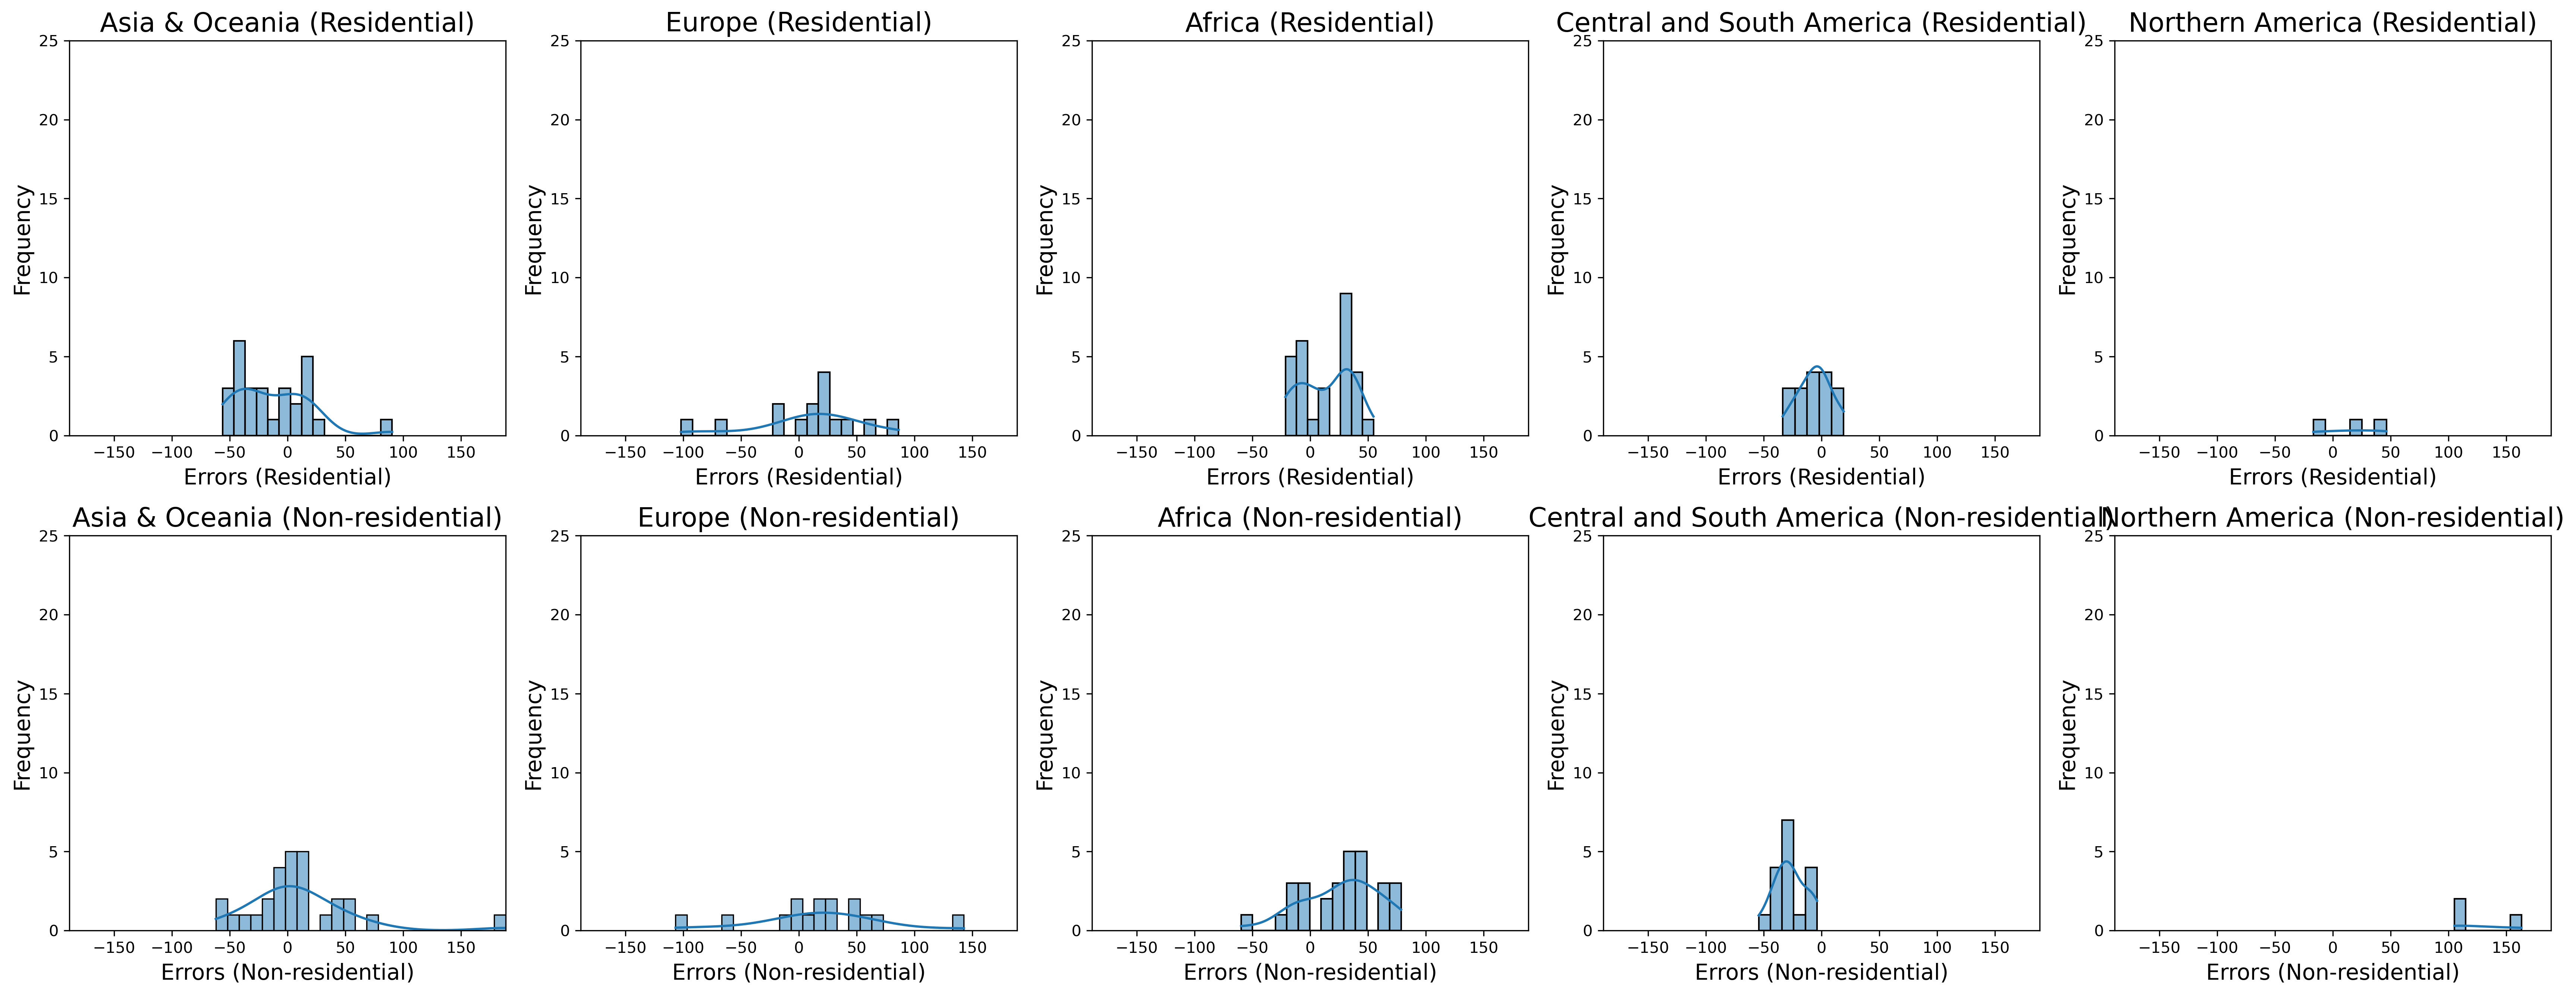 Asia & Oceania (Residential)
25
20
15
10
5
0
Frequency
−150 −100 −50 0 50 100 150
Errors (Residential)
Europe (Residential)
25
20
15
10
5
0
Frequency
−150 −100 −50 0 50 100 150
Errors (Residential)
Africa (Residential)
25
20
15
10
5
0
Frequency
−150 −100 −50 0 50 100 150
Errors (Residential)
Central and South America (Residential)
25
20
15
10
5
0
Frequency
−150 −100 −50 0 50 100 150
Errors (Residential)
Northern America (Residential)
25
20
15
10
5
0
Frequency
−150 −100 −50 0 50 100 150
Errors (Residential)
Asia & Oceania (Non-residential)
25
20
15
10
5
0
Frequency
−150 −100 −50 0 50 100 150
Errors (Non-residential)
Europe (Non-residential)
25
20
15
10
5
0
Frequency
−150 −100 −50 0 50 100 150
Errors (Non-residential)
Africa (Non-residential)
25
20
15
10
5
0
Frequency
−150 −100 −50 0 50 100 150
Errors (Non-residential)
Central and South America (Non-residential)
25
20
15
10
5
0
Frequency
−150 −100 −50 0 50 100 150
Errors (Non-residential)
Northern America (Non-residential)
25
20
15
10
5
0
Frequency
−150 −100 −50 0 50 100 150
Errors (Non-residential)